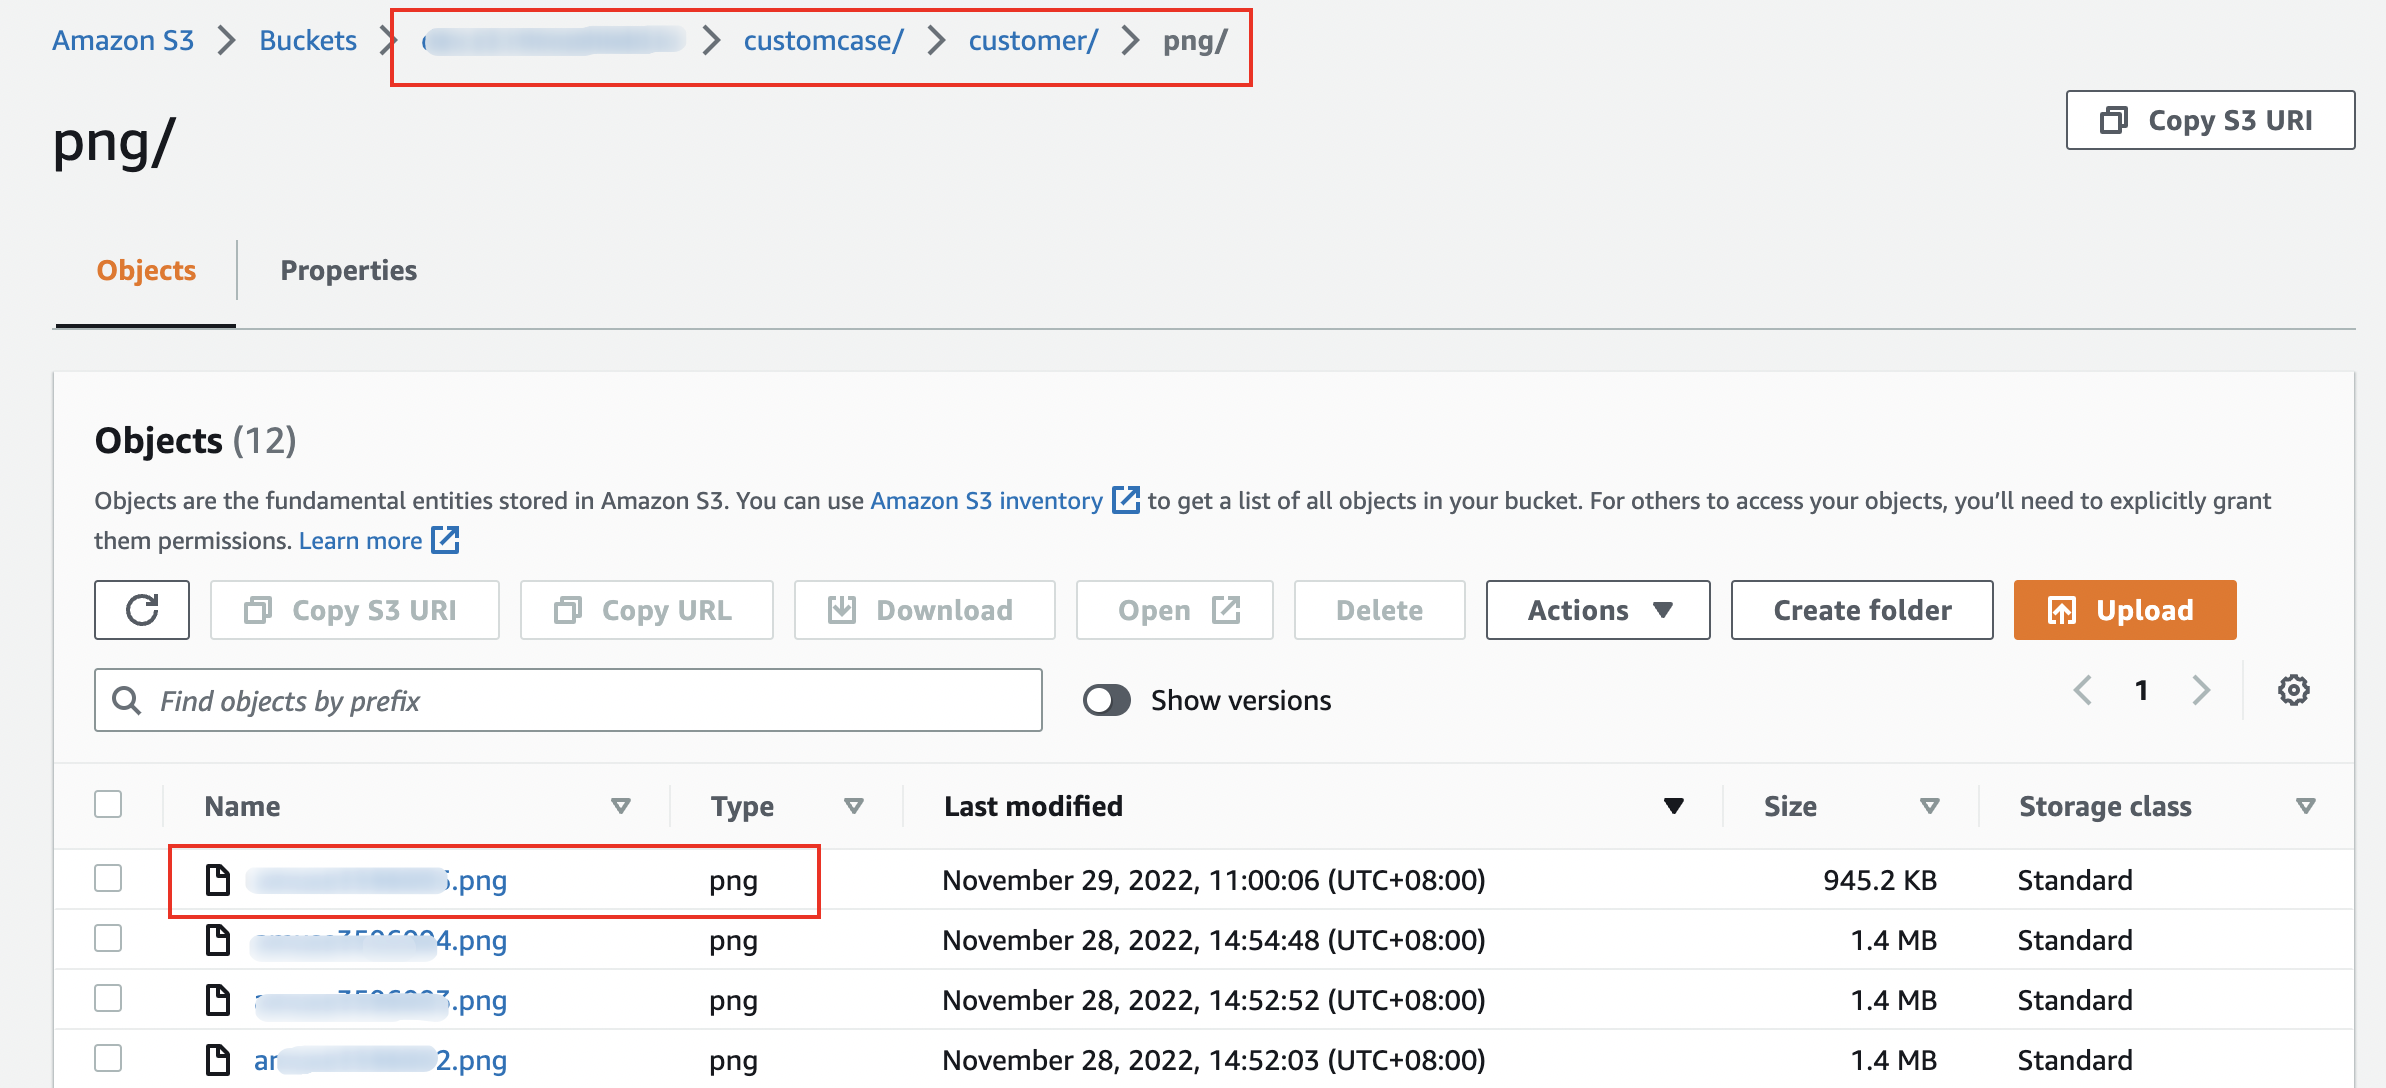 Amazon S3 > Buckets > > customcase/ > customer/ > png/
png/
Copy S3 URI
Objects
Properties
Objects (12)
Objects are the fundamental entities stored in Amazon S3. You can use Amazon S3 inventory to get a list of all objects in your bucket. For others to access your objects, you’ll need to explicitly grant
them permissions. Learn more
Copy S3 URI Copy URL Download Open Delete Actions Create folder Upload
Find objects by prefix Show versions 1
Name Type Last modified Size Storage class
.png png November 29, 2022, 11:00:06 (UTC+08:00) 945.2 KB Standard
4.png png November 28, 2022, 14:54:48 (UTC+08:00) 1.4 MB Standard
.png png November 28, 2022, 14:52:52 (UTC+08:00) 1.4 MB Standard
2.png png November 28, 2022, 14:52:03 (UTC+08:00) 1.4 MB Standard